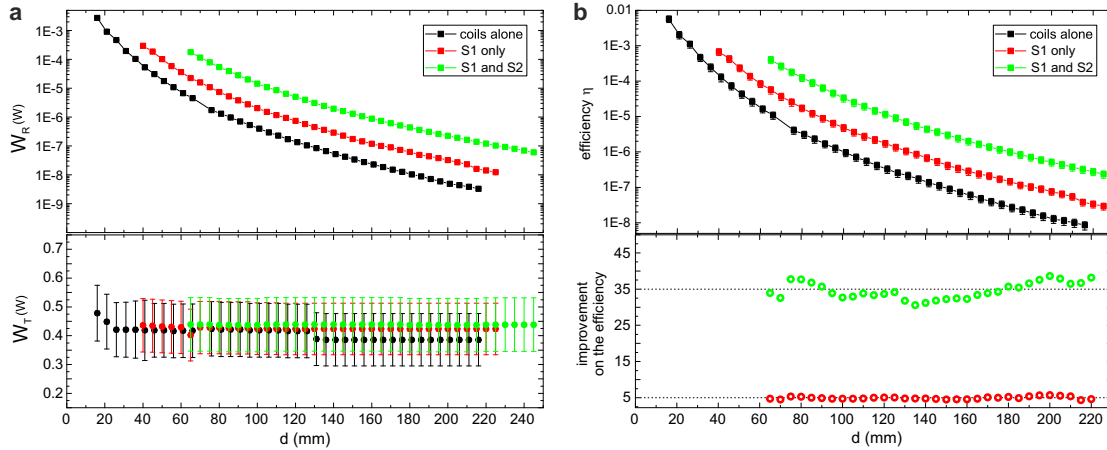 a
1E-3
1E-4
1E-5
1E-6
1E-7
1E-8
1E-9
W_R (W)
coils alone
S1 only
S1 and S2
0.7
0.6
0.5
0.4
0.3
0.2
W_T (W)
0 20 40 60 80 100 120 140 160 180 200 220 240
d (mm)
b
0.01
1E-3
1E-4
1E-5
1E-6
1E-7
1E-8
efficiency η
coils alone
S1 only
S1 and S2
45
35
25
15
5
improvement
on the efficiency
0 20 40 60 80 100 120 140 160 180 200 220
d (mm)